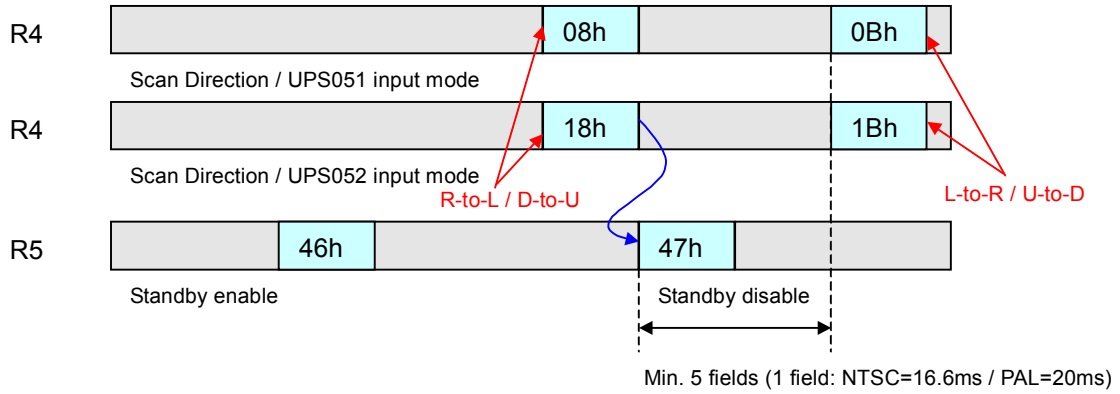 R4 08h 0Bh
Scan Direction / UPS051 input mode
R4 18h 1Bh
Scan Direction / UPS052 input mode
R-to-L / D-to-U L-to-R / U-to-D
R5 46h 47h
Standby enable Standby disable
Min. 5 fields (1 field: NTSC=16.6ms / PAL=20ms)